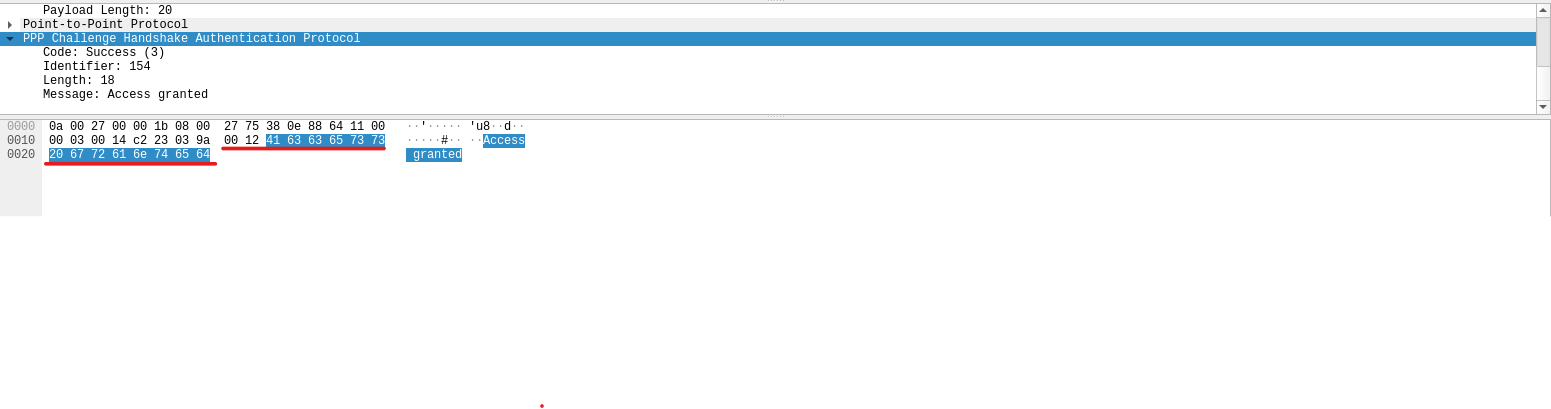 Payload Length: 20
Point-to-Point Protocol
PPP Challenge Handshake Authentication Protocol
Code: Success (3)
Identifier: 154
Length: 18
Message: Access granted
0000 0a 00 27 00 00 1b 08 00 27 75 38 0e 88 64 11 00 ··'····· 'u8··d··
0010 00 03 00 14 c2 23 03 9a 00 12 41 63 63 65 73 73 ·····#·· ··Access
0020 20 67 72 61 6e 74 65 64 granted